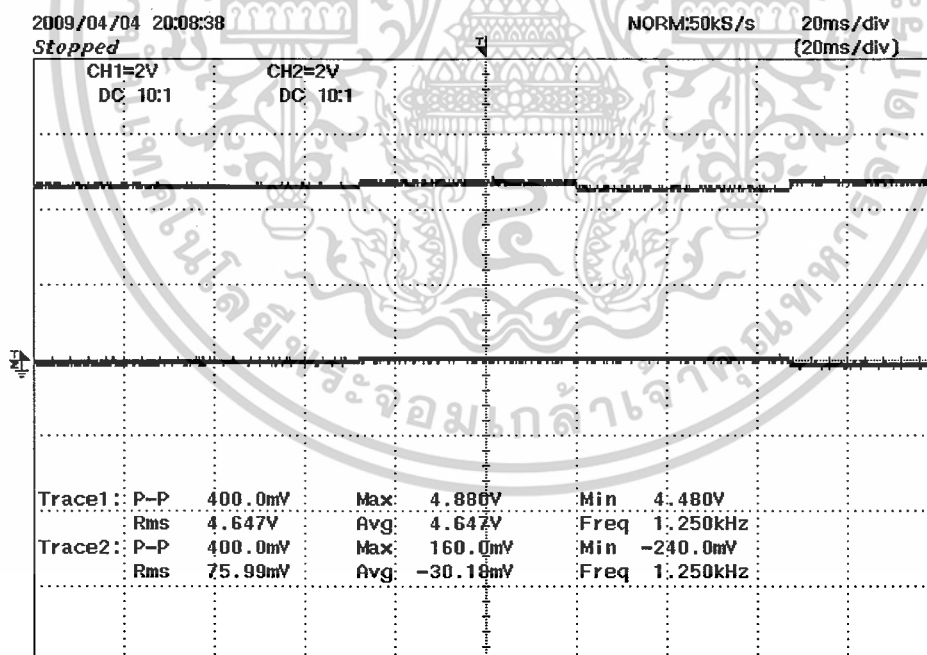 2009/04/04 20:08:38 NORM:50kS/s 20ms/div
Stopped (20ms/div)
CH1=2V CH2=2V
DC 10:1 DC 10:1
Trace1: P-P 400.0mV Max 4.880V Min 4.480V
Rms 4.647V Avg 4.647V Freq 1.250kHz
Trace2: P-P 400.0mV Max 160.0mV Min -240.0mV
Rms 75.99mV Avg -30.18mV Freq 1.250kHz